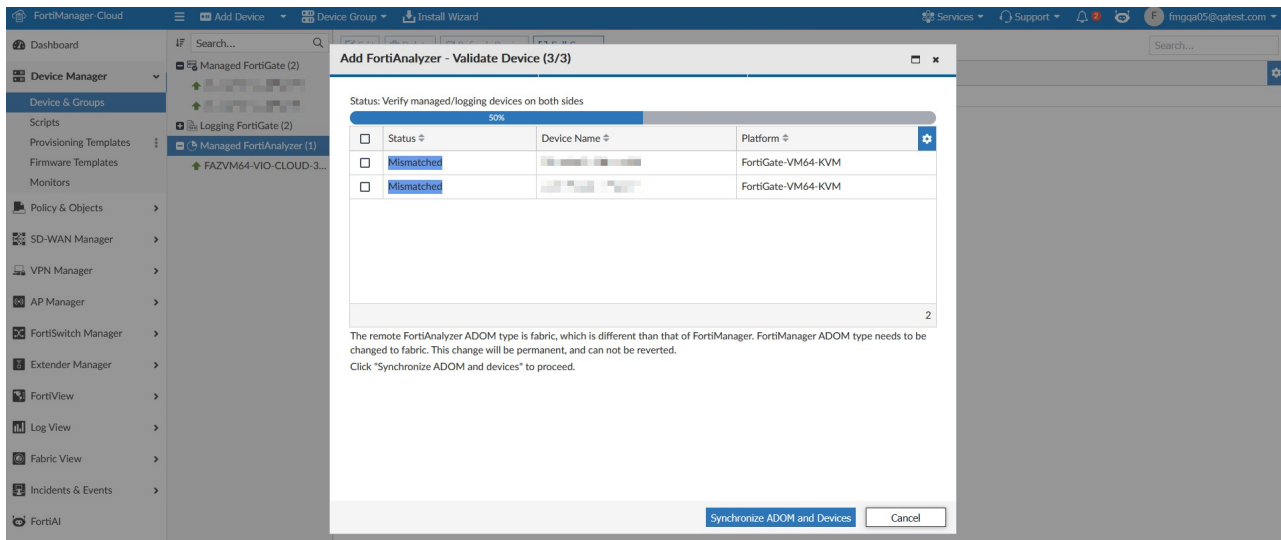 FortiManager-Cloud
Add Device
Device Group
Install Wizard
Services
Support
2
F
fmgqa05@qatest.com
Dashboard
Device Manager
Device & Groups
Scripts
Provisioning Templates
Firmware Templates
Monitors
Policy & Objects
SD-WAN Manager
VPN Manager
AP Manager
FortiSwitch Manager
Extender Manager
FortiView
Log View
Fabric View
Incidents & Events
FortiAI
Search...
Managed FortiGate (2)
Logging FortiGate (2)
Managed FortiAnalyzer (1)
FAZVM64-VIO-CLOUD-3...
Search...
Add FortiAnalyzer - Validate Device (3/3)
Status: Verify managed/logging devices on both sides
50%
Status Device Name Platform
Mismatched FortiGate-VM64-KVM
Mismatched FortiGate-VM64-KVM
2
The remote FortiAnalyzer ADOM type is fabric, which is different than that of FortiManager. FortiManager ADOM type needs to be
changed to fabric. This change will be permanent, and can not be reverted.
Click "Synchronize ADOM and devices" to proceed.
Synchronize ADOM and Devices
Cancel